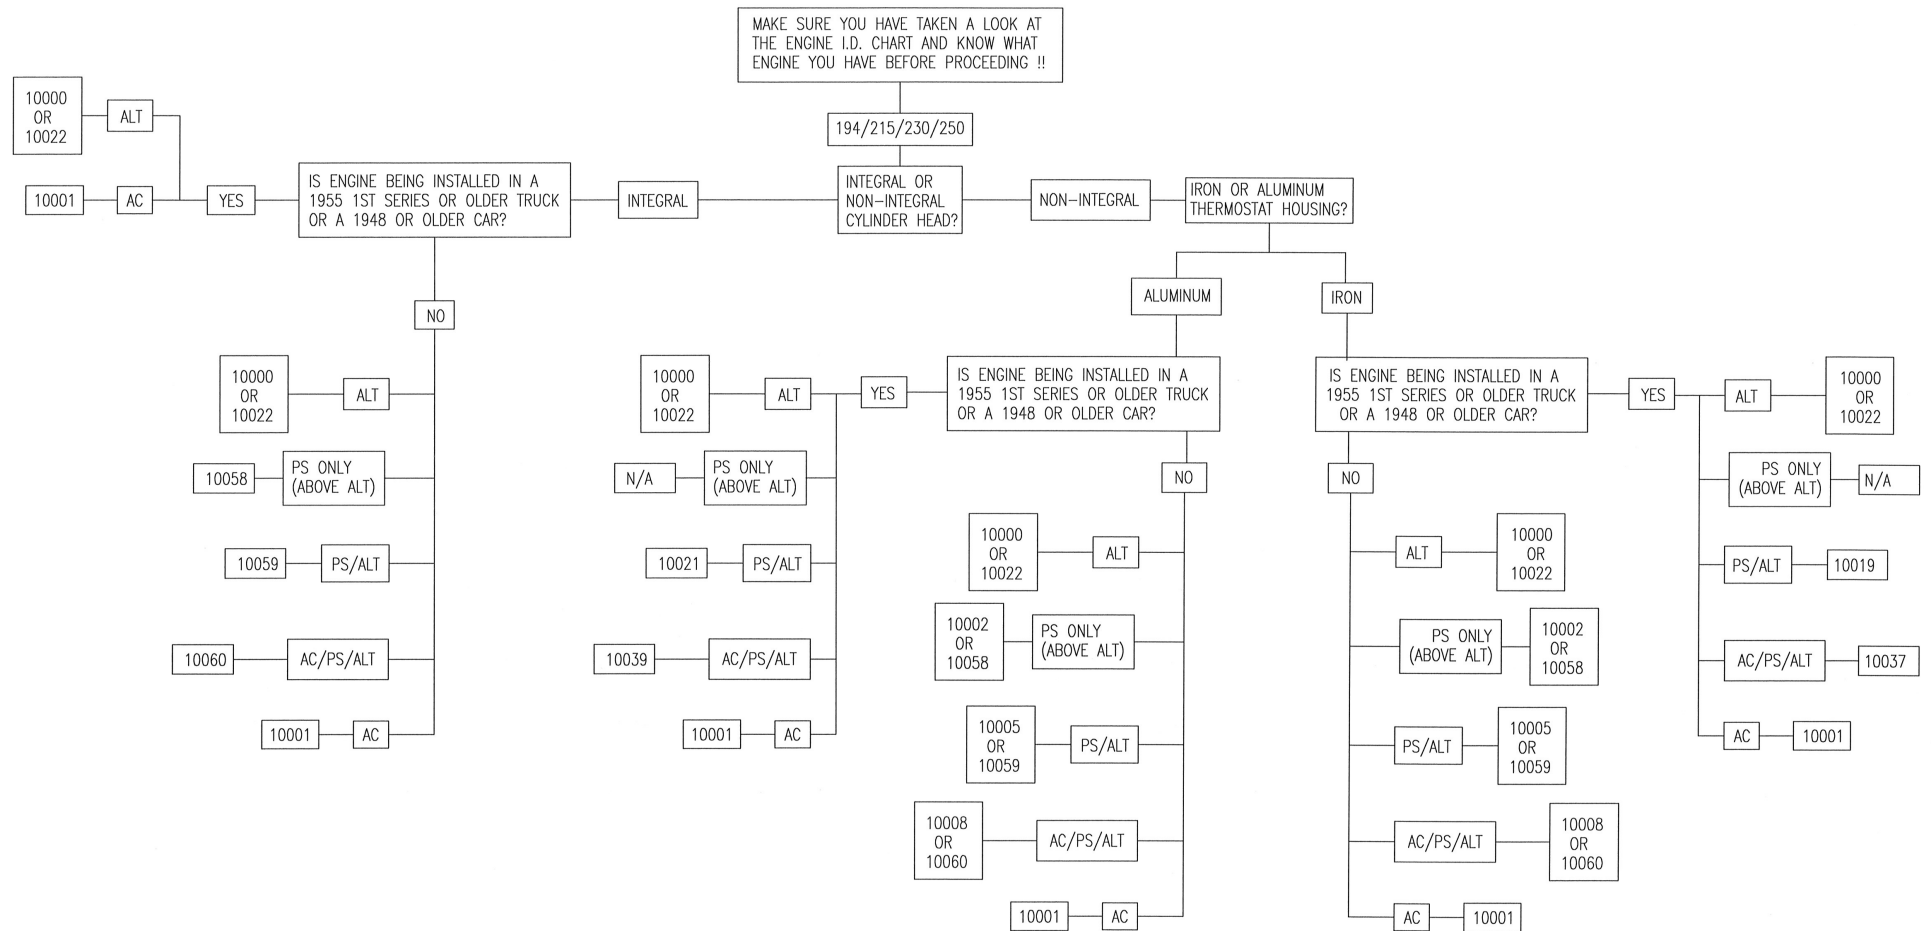 MAKE SURE YOU HAVE TAKEN A LOOK AT
THE ENGINE I.D. CHART AND KNOW WHAT
ENGINE YOU HAVE BEFORE PROCEEDING !!
194/215/230/250
INTEGRAL OR
NON-INTEGRAL
CYLINDER HEAD?
INTEGRAL
IS ENGINE BEING INSTALLED IN A
1955 1ST SERIES OR OLDER TRUCK
OR A 1948 OR OLDER CAR?
YES
ALT
10000
OR
10022
AC
10001
NO
ALT
10000
OR
10022
PS ONLY
(ABOVE ALT)
10058
PS/ALT
10059
AC/PS/ALT
10060
AC
10001
NON-INTEGRAL
IRON OR ALUMINUM
THERMOSTAT HOUSING?
ALUMINUM
IS ENGINE BEING INSTALLED IN A
1955 1ST SERIES OR OLDER TRUCK
OR A 1948 OR OLDER CAR?
YES
ALT
10000
OR
10022
PS ONLY
(ABOVE ALT)
N/A
PS/ALT
10021
AC/PS/ALT
10039
AC
10001
NO
ALT
10000
OR
10022
PS ONLY
(ABOVE ALT)
10002
OR
10058
PS/ALT
10005
OR
10059
AC/PS/ALT
10008
OR
10060
AC
10001
IRON
IS ENGINE BEING INSTALLED IN A
1955 1ST SERIES OR OLDER TRUCK
OR A 1948 OR OLDER CAR?
NO
ALT
10000
OR
10022
PS ONLY
(ABOVE ALT)
10002
OR
10058
PS/ALT
10005
OR
10059
AC/PS/ALT
10008
OR
10060
AC
10001
YES
ALT
10000
OR
10022
PS ONLY
(ABOVE ALT)
N/A
PS/ALT
10019
AC/PS/ALT
10037
AC
10001